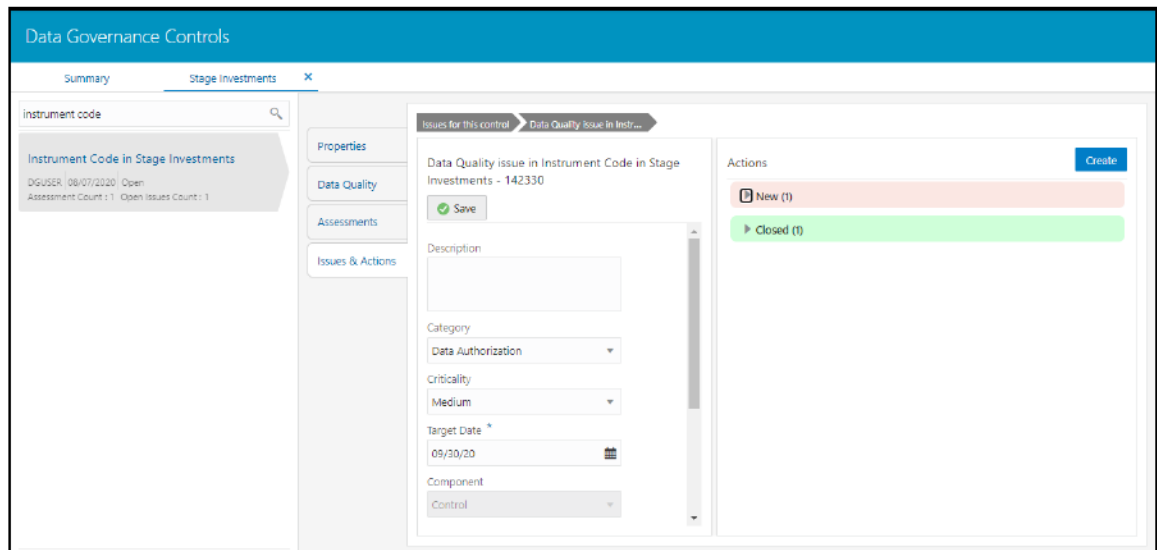 Data Governance Controls
Summary
Stage Investments
instrument code
Instrument Code in Stage Investments
DGUSER 08/07/2020 Open
Assessment Count : 1 Open Issues Count : 1
Properties
Data Quality
Assessments
Issues & Actions
Issues for this control
Data Quality Issue in Instr...
Data Quality issue in Instrument Code in Stage
Investments - 142330
Save
Description
Category
Data Authorization
Criticality
Medium
Target Date *
09/30/20
Component
Control
Actions
Create
New (1)
Closed (1)